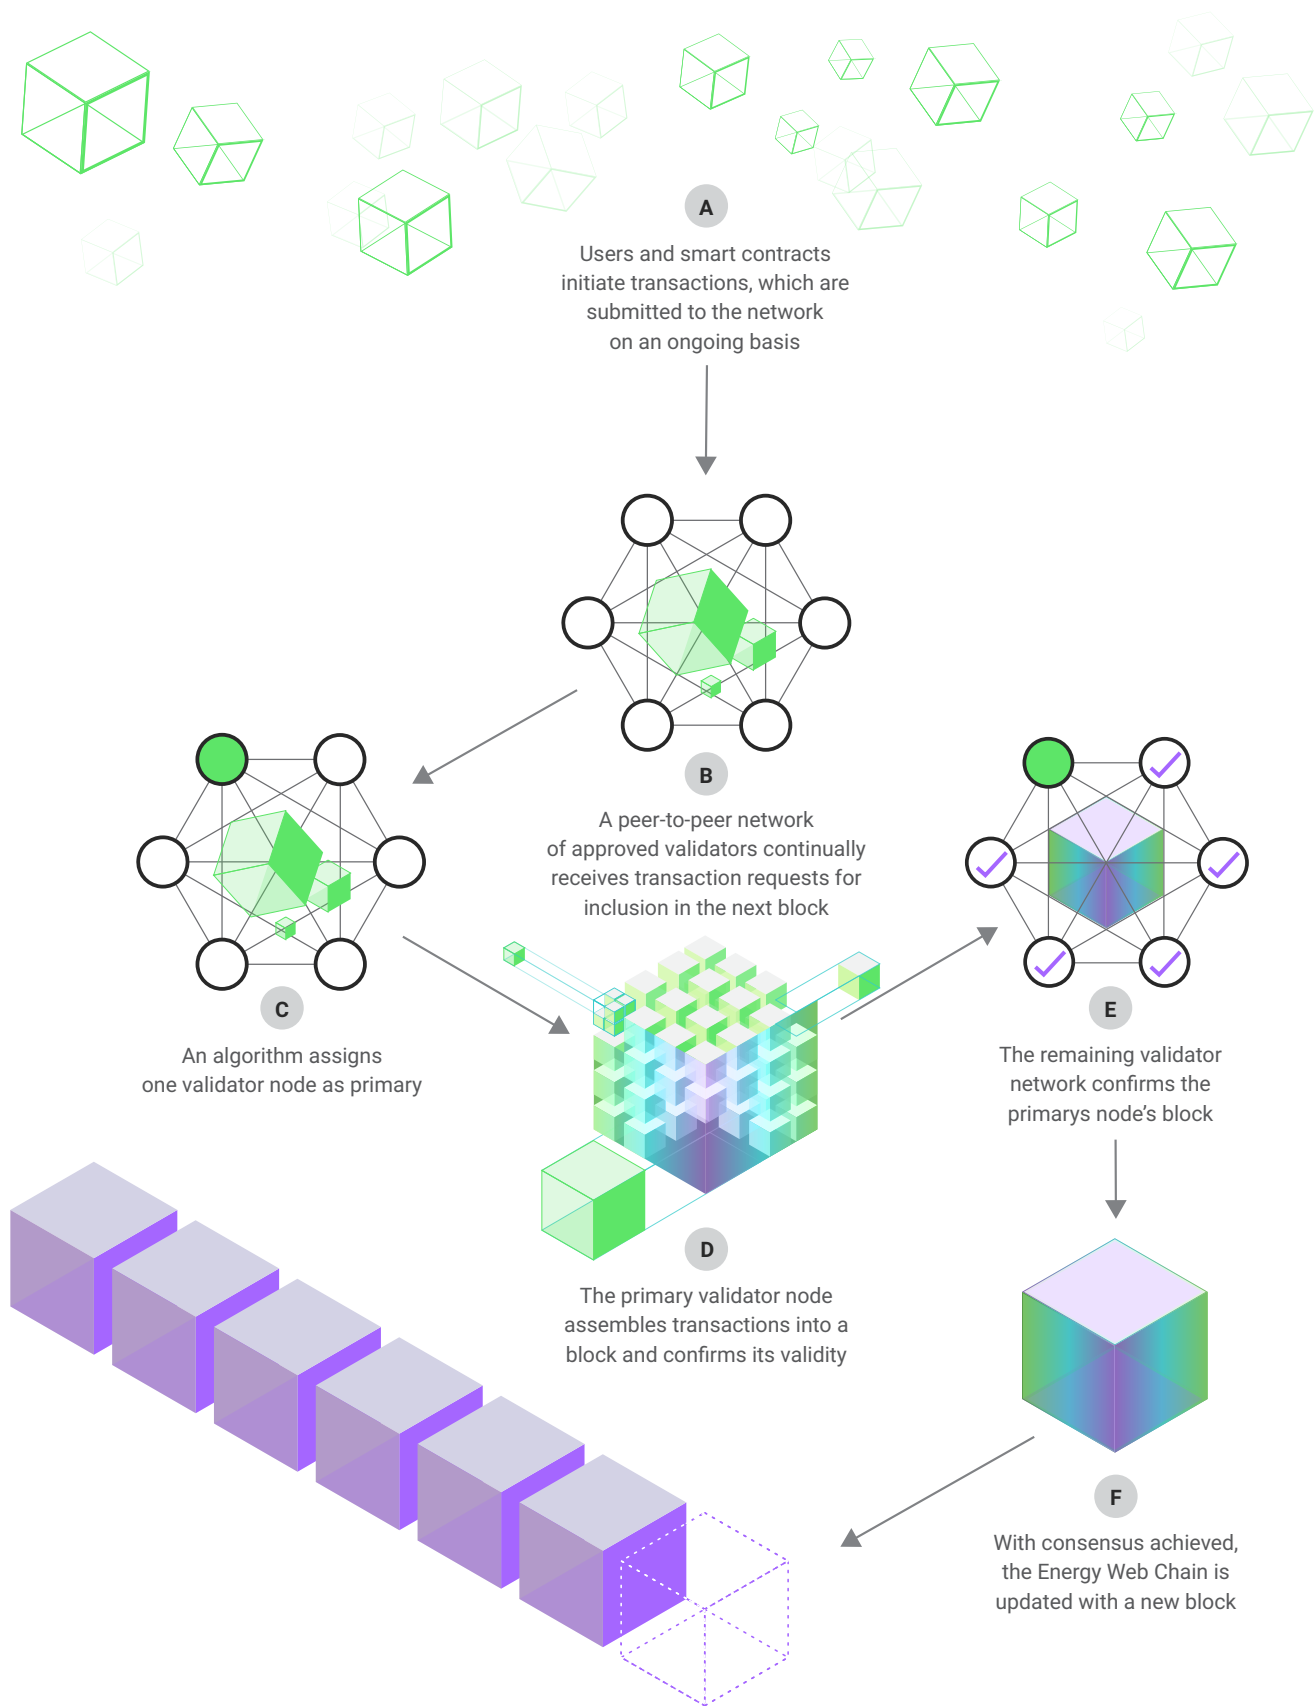 A
Users and smart contracts
initiate transactions, which are
submitted to the network
on an ongoing basis
B
A peer-to-peer network
of approved validators continually
receives transaction requests for
inclusion in the next block
C
An algorithm assigns
one validator node as primary
D
The primary validator node
assembles transactions into a
block and confirms its validity
E
The remaining validator
network confirms the
primarys node’s block
F
With consensus achieved,
the Energy Web Chain is
updated with a new block